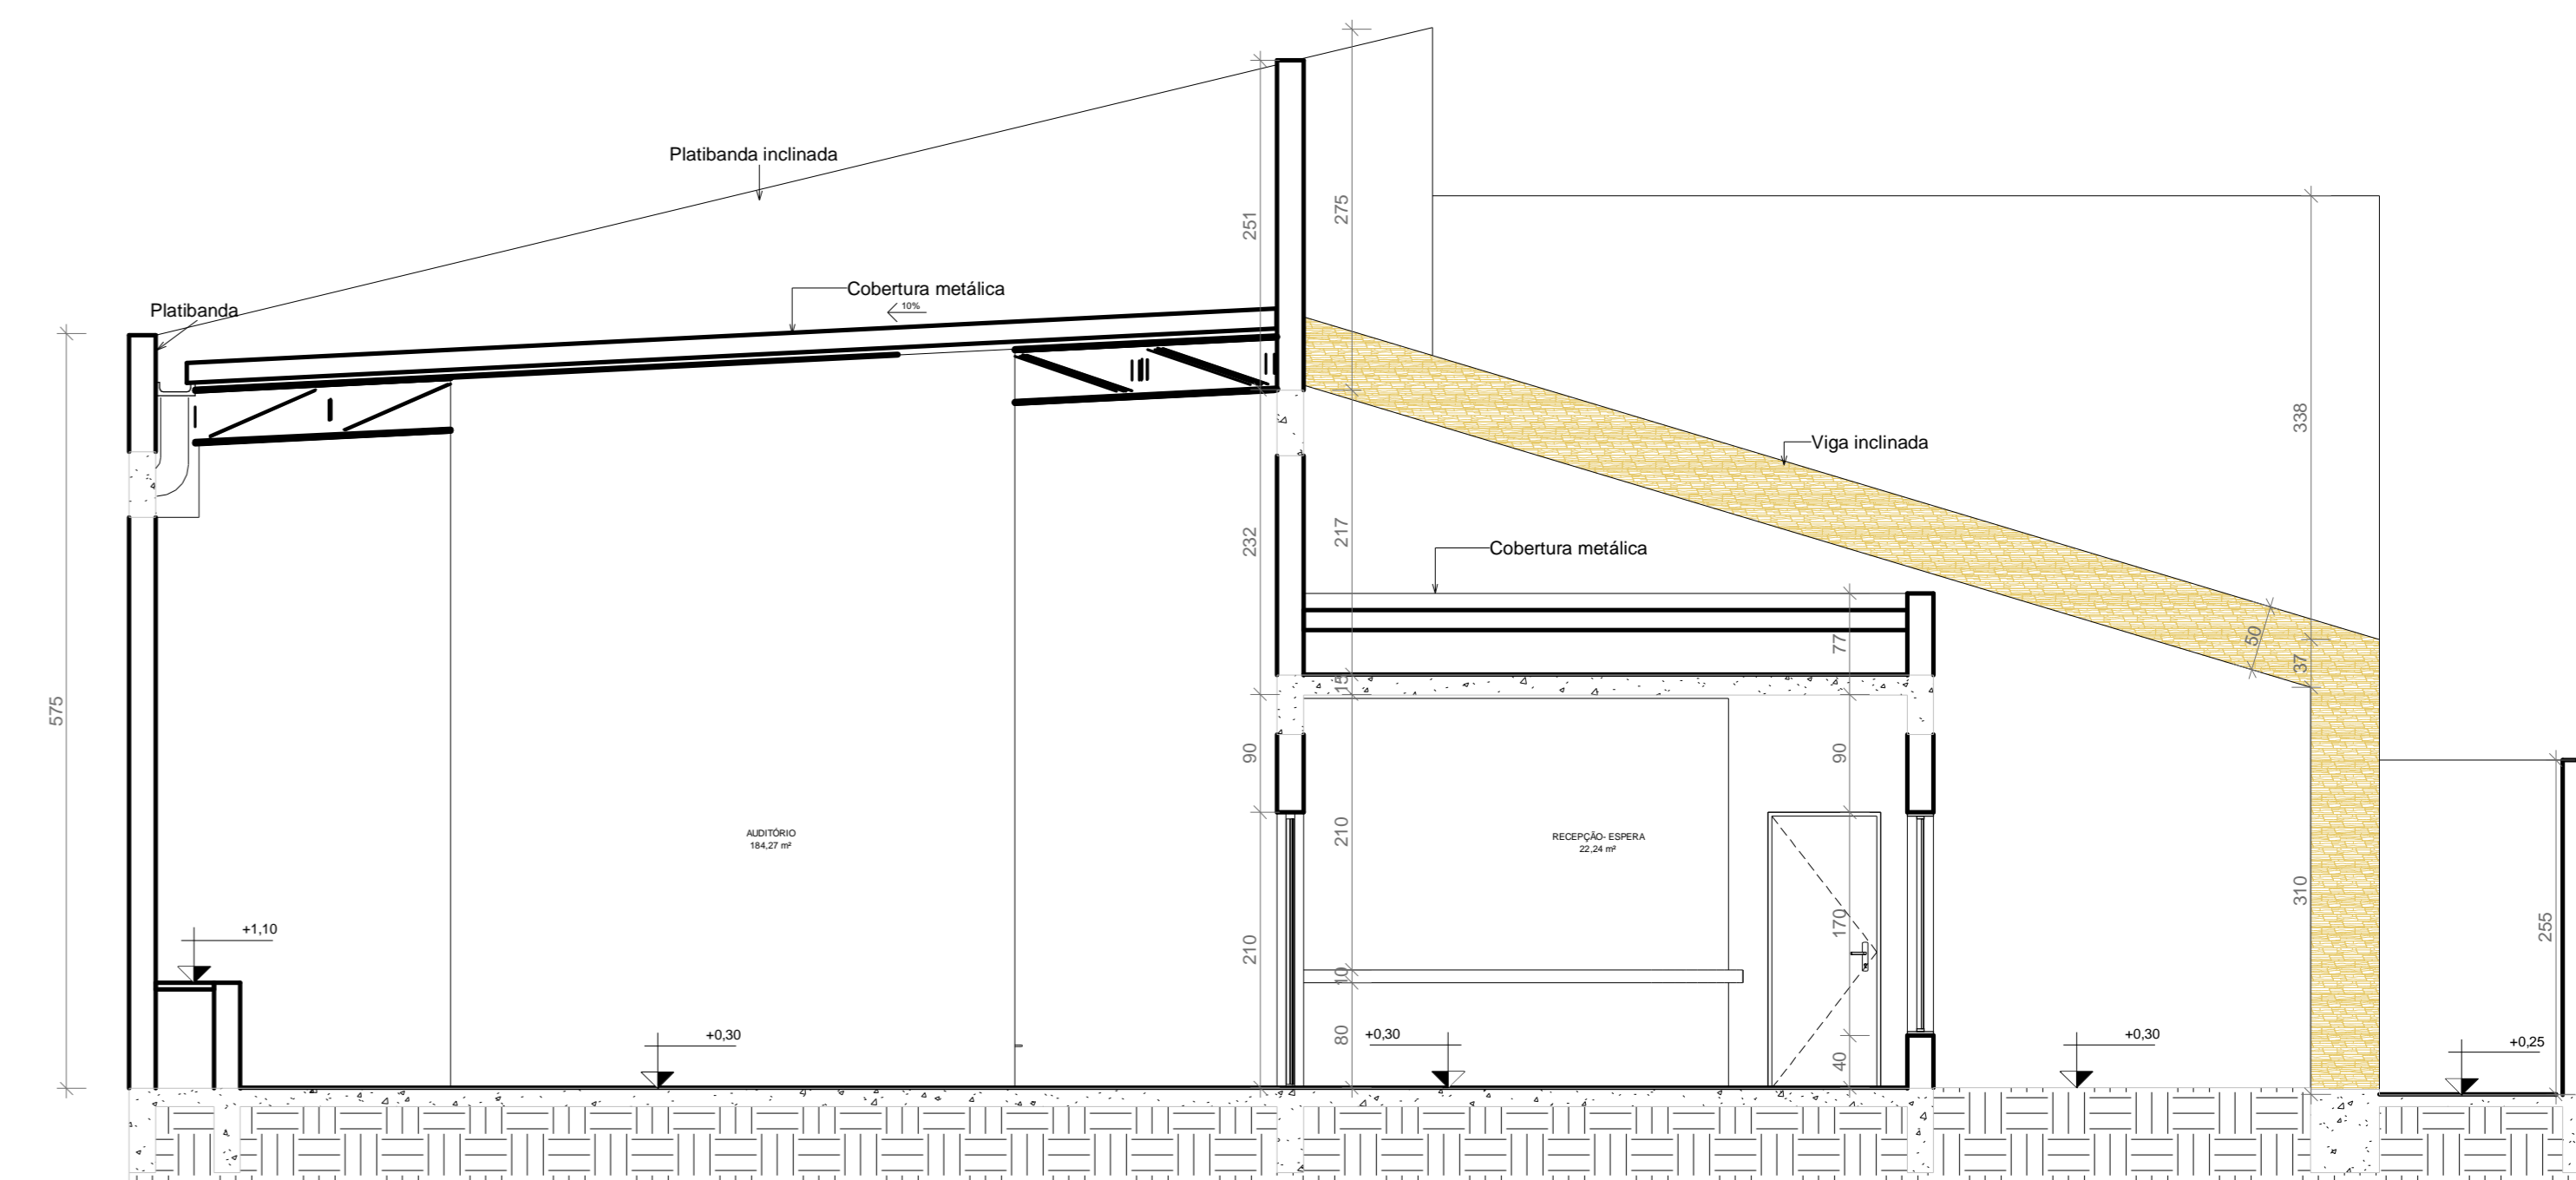 Platibanda inclinada
275
251
Cobertura metálica
10%
Platibanda
338
Viga inclinada
232
217
Cobertura metálica
50
77
37
15
575
90
90
AUDITÓRIO
184,27 m²
210
RECEPÇÃO- ESPERA
22,24 m²
310
170
255
+1,10
210
10
+0,30
80
+0,30
40
+0,30
+0,25